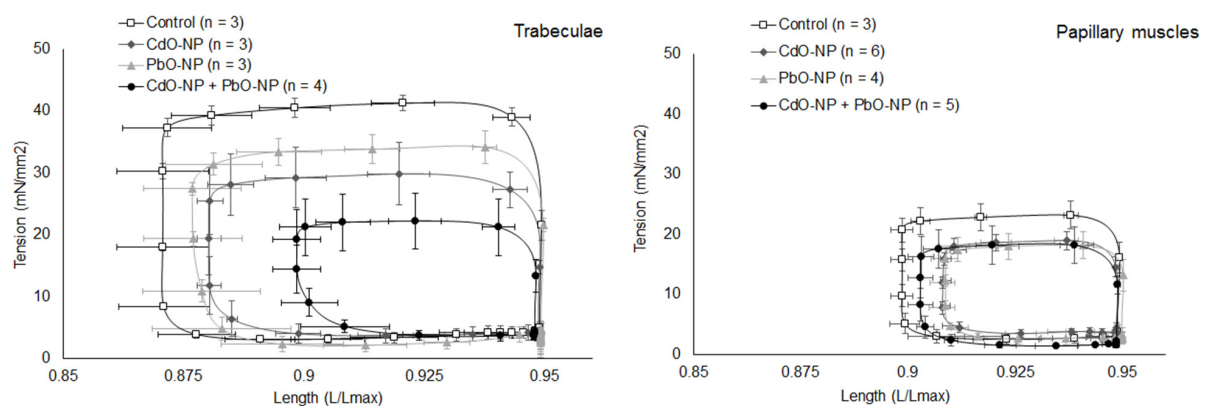 Trabeculae
Control (n = 3)
CdO-NP (n = 3)
PbO-NP (n = 3)
CdO-NP + PbO-NP (n = 4)
Tension (mN/mm2)
50
40
30
20
10
0
0.85
0.875
0.9
0.925
0.95
Length (L/Lmax)
Papillary muscles
Control (n = 3)
CdO-NP (n = 6)
PbO-NP (n = 4)
CdO-NP + PbO-NP (n = 5)
Tension (mN/mm2)
50
40
30
20
10
0
0.85
0.875
0.9
0.925
0.95
Length (L/Lmax)